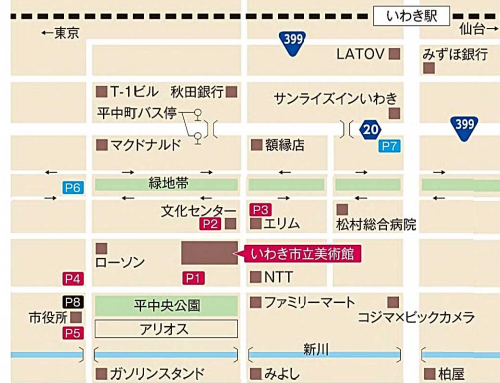 いわき駅
←東京
仙台→
399
LATOV
みずほ銀行
T-1ビル
秋田銀行
サンライズインいわき
平中町バス停
20
399
マクドナルド
額縁店
P7
P6
緑地帯
文化センター
P3
P2
エリム
松村総合病院
いわき市立美術館
ローソン
P4
P1
NTT
P8
平中央公園
ファミリーマート
市役所
コジマ×ビックカメラ
P5
アリオス
新川
ガソリンスタンド
みよし
柏屋